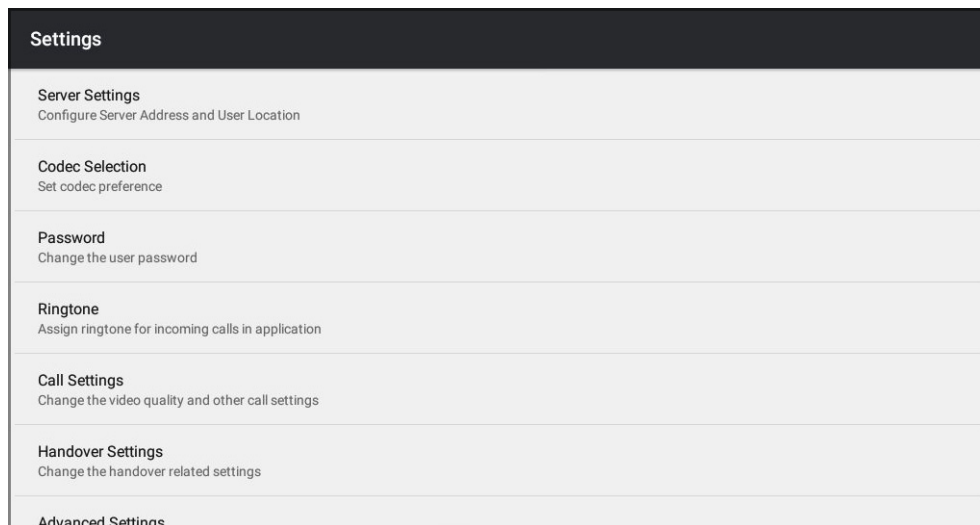 Settings
Server Settings
Configure Server Address and User Location
Codec Selection
Set codec preference
Password
Change the user password
Ringtone
Assign ringtone for incoming calls in application
Call Settings
Change the video quality and other call settings
Handover Settings
Change the handover related settings
Advanced Settings